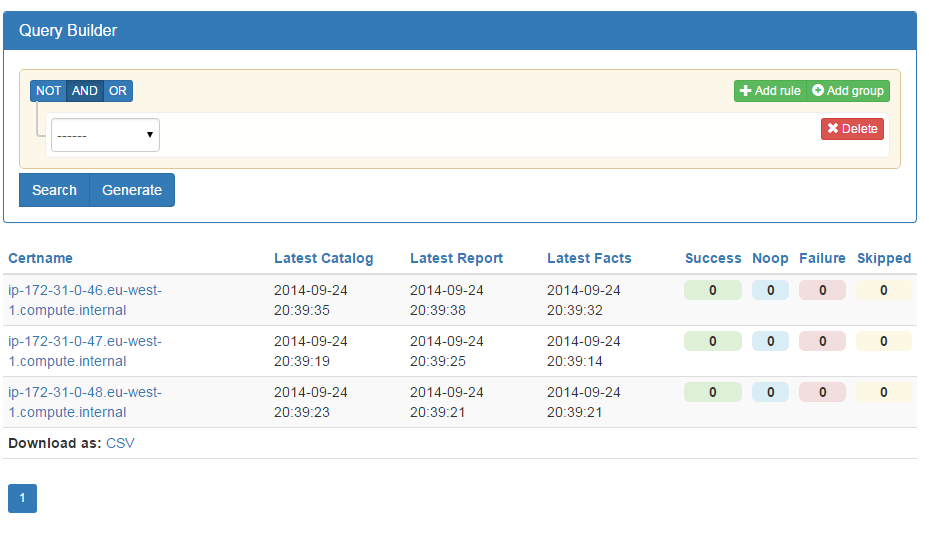 Query Builder
NOT AND OR
Add rule Add group
------
Delete
Search Generate
Certname Latest Catalog Latest Report Latest Facts Success Noop Failure Skipped
ip-172-31-0-46.eu-west- 2014-09-24 2014-09-24 2014-09-24 0 0 0 0
1.compute.internal 20:39:35 20:39:38 20:39:32
ip-172-31-0-47.eu-west- 2014-09-24 2014-09-24 2014-09-24 0 0 0 0
1.compute.internal 20:39:19 20:39:25 20:39:14
ip-172-31-0-48.eu-west- 2014-09-24 2014-09-24 2014-09-24 0 0 0 0
1.compute.internal 20:39:23 20:39:21 20:39:21
Download as: CSV
1